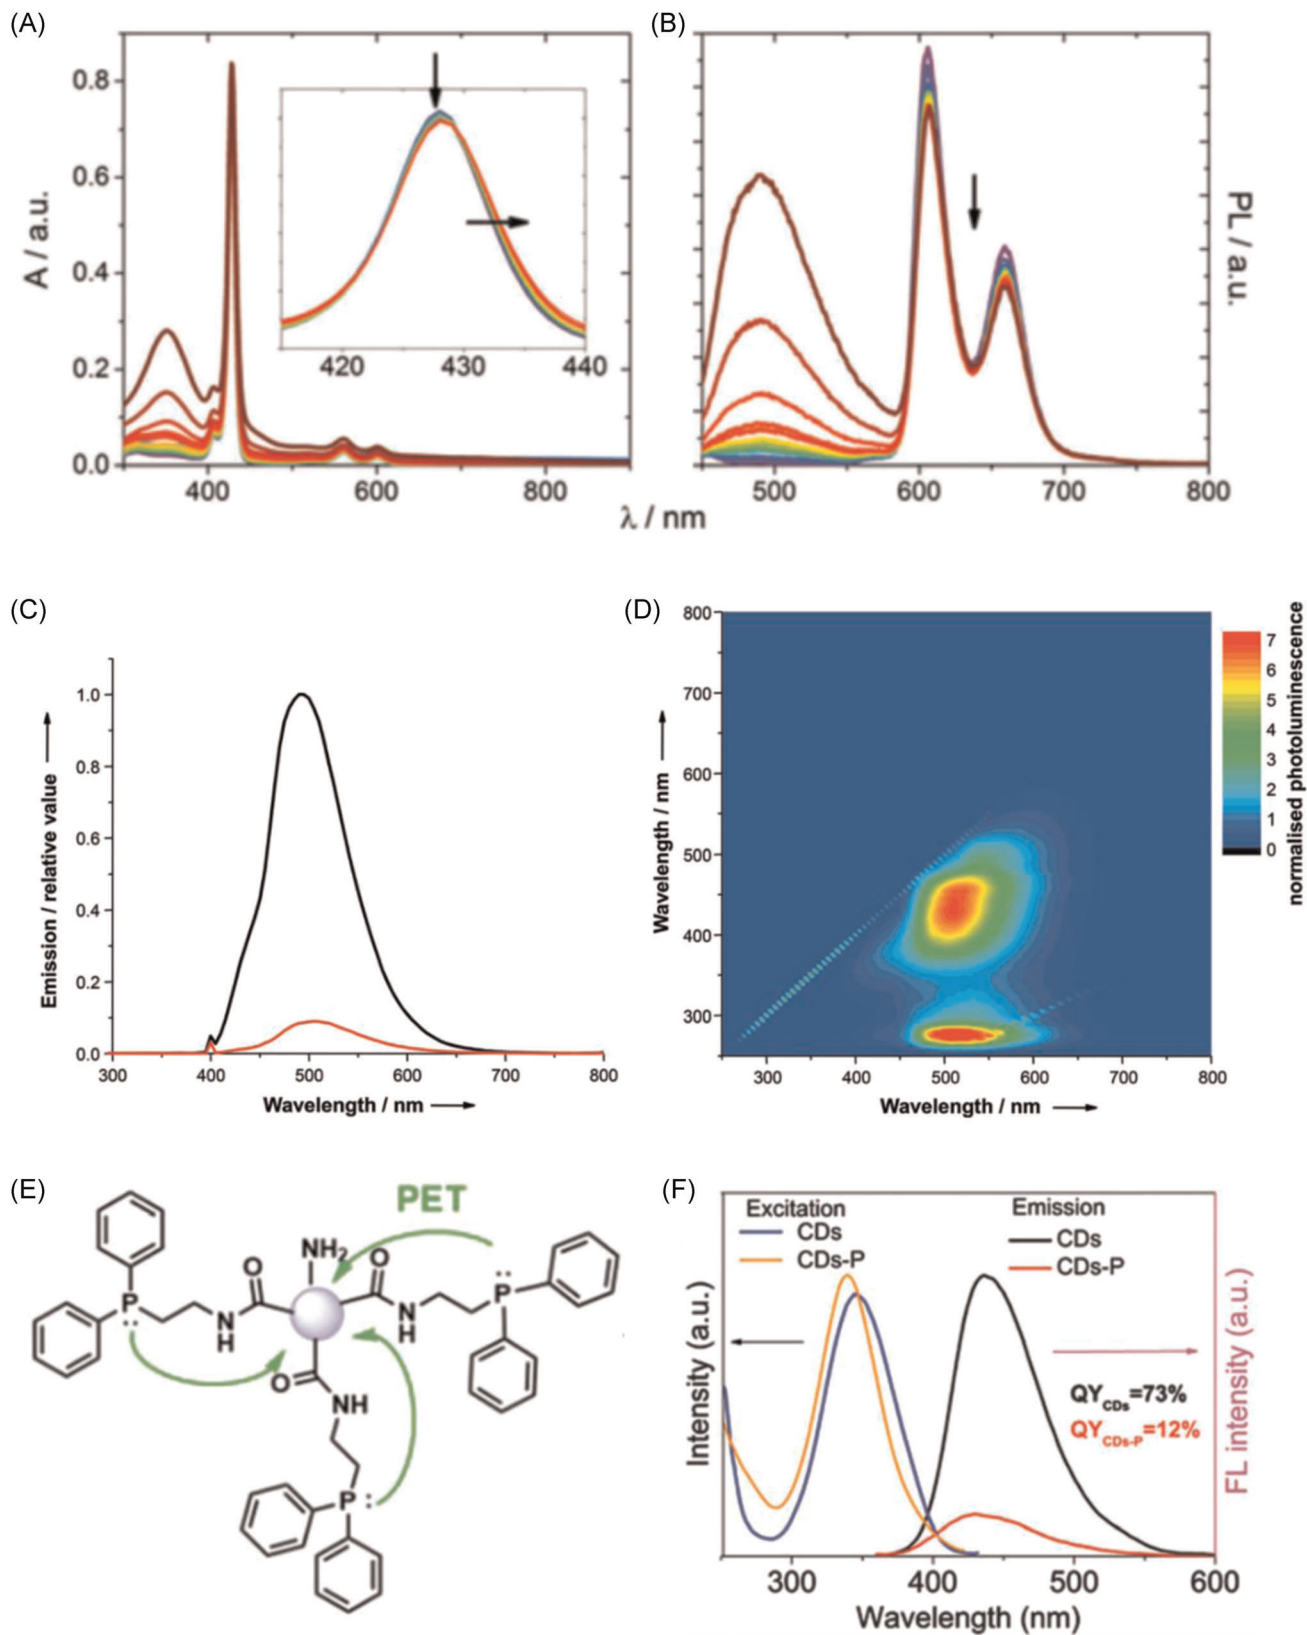 (A)
A / a.u.
0.8
0.6
0.4
0.2
0.0
400 600 800
420 430 440
(B)
PL / a.u.
500 600 700 800
λ / nm
(C)
Emission / relative value
1.0
0.8
0.6
0.4
0.2
0.0
300 400 500 600 700 800
Wavelength / nm
(D)
Wavelength / nm
800
700
600
500
400
300
300 400 500 600 700 800
Wavelength / nm
7
6
5
4
3
2
1
0
normalised photoluminescence
(E)
PET
NH2
O
O
P
N
H
N
H
P
O
NH
P
(F)
Excitation
CDs
CDs-P
Emission
CDs
CDs-P
QYCDs=73%
QYCDs-P=12%
Intensity (a.u.)
FL intensity (a.u.)
300 400 500 600
Wavelength (nm)